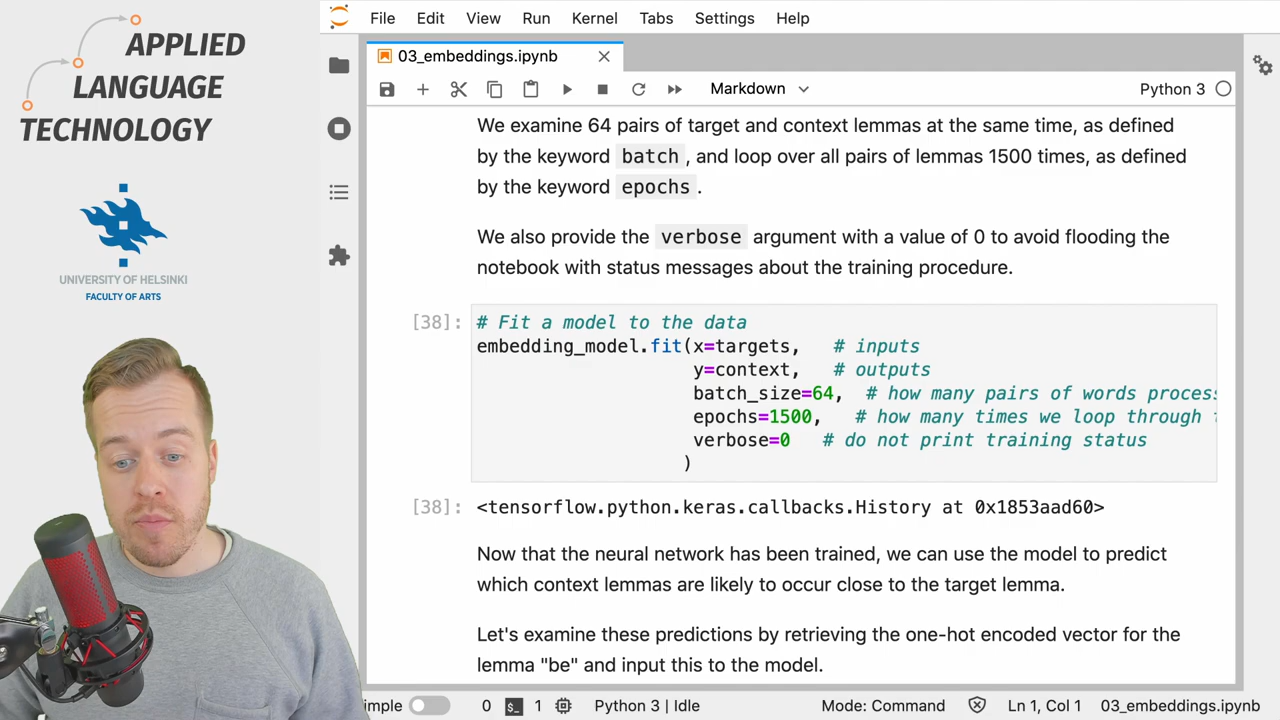 APPLIED
LANGUAGE
TECHNOLOGY
UNIVERSITY OF HELSINKI
FACULTY OF ARTS
File Edit View Run Kernel Tabs Settings Help
03_embeddings.ipynb
Markdown
Python 3
We examine 64 pairs of target and context lemmas at the same time, as defined
by the keyword batch , and loop over all pairs of lemmas 1500 times, as defined
by the keyword epochs .
We also provide the verbose argument with a value of 0 to avoid flooding the
notebook with status messages about the training procedure.
[38]: # Fit a model to the data
embedding_model.fit(x=targets, # inputs
y=context, # outputs
batch_size=64, # how many pairs of words process
epochs=1500, # how many times we loop through
verbose=0 # do not print training status
)
[38]: <tensorflow.python.keras.callbacks.History at 0x1853aad60>
Now that the neural network has been trained, we can use the model to predict
which context lemmas are likely to occur close to the target lemma.
Let's examine these predictions by retrieving the one-hot encoded vector for the
lemma "be" and input this to the model.
imple 0 $_ 1 Python 3 | Idle Mode: Command Ln 1, Col 1 03_embeddings.ipynb